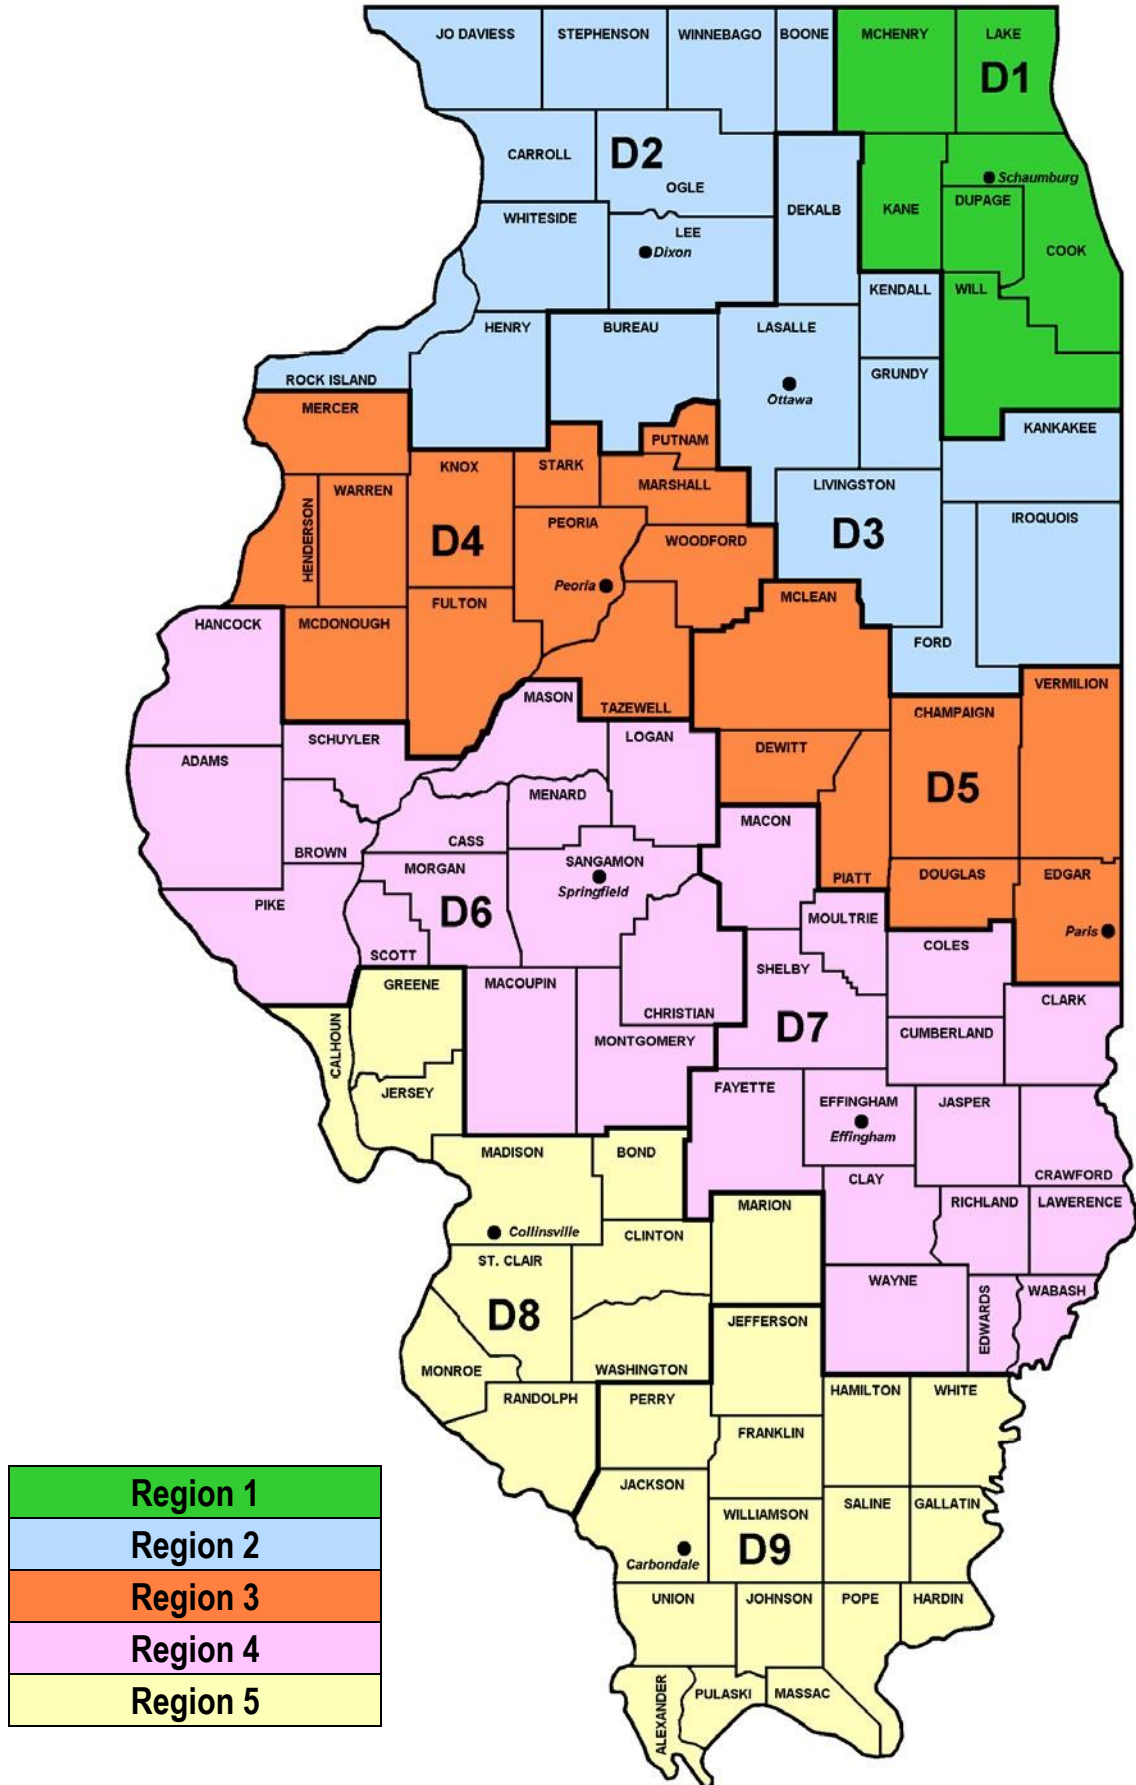 JO DAVIESS
STEPHENSON
WINNEBAGO
BOONE
MCHENRY
LAKE
D1
CARROLL
D2
OGLE
Schaumburg
DUPAGE
DEKALB
KANE
WHITESIDE
LEE
Dixon
COOK
KENDALL
WILL
HENRY
BUREAU
LASALLE
ROCK ISLAND
GRUNDY
Ottawa
MERCER
KANKAKEE
PUTNAM
KNOX
STARK
MARSHALL
LIVINGSTON
WARREN
HENDERSON
PEORIA
IROQUOIS
D4
WOODFORD
D3
Peoria
FULTON
MCLEAN
HANCOCK
MCDONOUGH
FORD
MASON
TAZEWELL
VERMILION
CHAMPAIGN
SCHUYLER
LOGAN
DEWITT
ADAMS
D5
MENARD
MACON
BROWN
CASS
SANGAMON
MORGAN
Springfield
PIATT
DOUGLAS
EDGAR
PIKE
D6
MOULTRIE
Paris
SCOTT
COLES
GREENE
MACOUPIN
SHELBY
CHRISTIAN
CLARK
CALHOUN
MONTGOMERY
D7
CUMBERLAND
JERSEY
FAYETTE
EFFINGHAM
Effingham
JASPER
MADISON
BOND
CLAY
CRAWFORD
MARION
RICHLAND
LAWERENCE
Collinsville
CLINTON
ST. CLAIR
WAYNE
EDWARDS
WABASH
D8
JEFFERSON
MONROE
WASHINGTON
RANDOLPH
PERRY
HAMILTON
WHITE
FRANKLIN
JACKSON
WILLIAMSON
SALINE
GALLATIN
Carbondale
D9
UNION
JOHNSON
POPE
HARDIN
ALEXANDER
PULASKI
MASSAC
Region 1
Region 2
Region 3
Region 4
Region 5